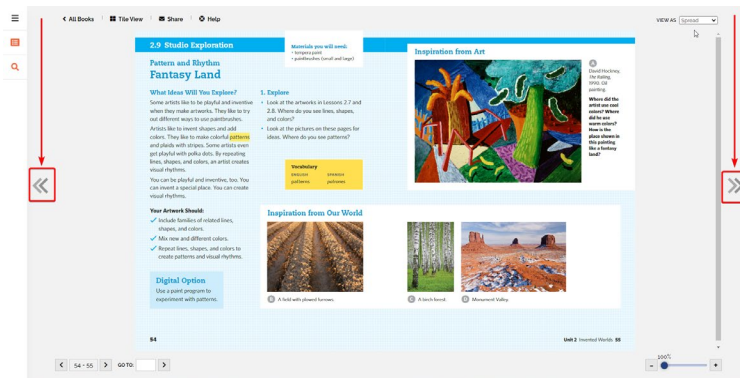 All Books
Tile View
Share
Help
VIEW AS Spread
2.9 Studio Exploration
Pattern and Rhythm
Fantasy Land
What Ideas Will You Explore?
Some artists like to be playful and inventive
when they make artworks. They like to try
out different ways to use paintbrushes.
Artists like to invent shapes and add
colors. They like to make colorful patterns
and plaids with stripes. Some artists even
get playful with polka dots. By repeating
lines, shapes, and colors, an artist creates
visual rhythms.
You can be playful and inventive, too. You
can invent a special place. You can create
visual rhythms.
Your Artwork Should:
✓ Include families of related lines,
shapes, and colors.
✓ Mix new and different colors.
✓ Repeat lines, shapes, and colors to
create patterns and visual rhythms.
Digital Option
Use a paint program to
experiment with patterns.
54
Materials you will need:
• tempera paint
• paintbrushes (small and large)
1. Explore
• Look at the artworks in Lessons 2.7 and
2.8. Where do you see lines, shapes,
and colors?
• Look at the pictures on these pages for
ideas. Where do you see patterns?
Vocabulary
ENGLISH SPANISH
patterns patrones
Inspiration from Art
A
David Hockney,
The Railing,
1990. Oil
painting.
Where did the
artist use cool
colors? Where
did he use
warm colors?
How is the
place shown in
this painting
like a fantasy
land?
Inspiration from Our World
B A field with plowed furrows.
C A birch forest.
D Monument Valley.
Unit 2 Invented Worlds 55
54 - 55
GO TO:
100%
- +